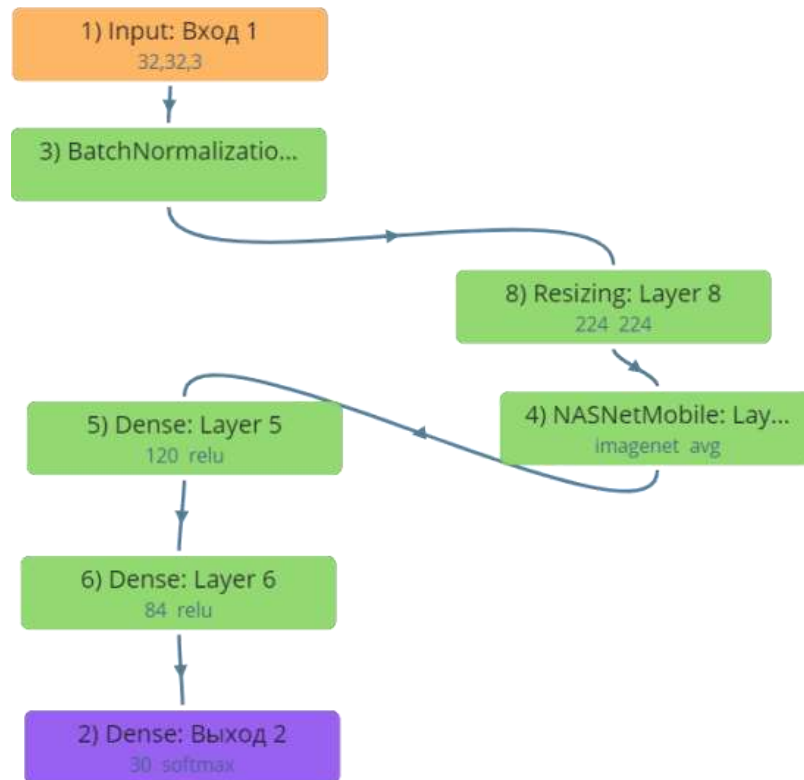 1) Input: Вход 1
32,32,3
3) BatchNormalizatio...
8) Resizing: Layer 8
224 224
4) NASNetMobile: Lay...
imagenet avg
5) Dense: Layer 5
120 relu
6) Dense: Layer 6
84 relu
2) Dense: Выход 2
30 softmax